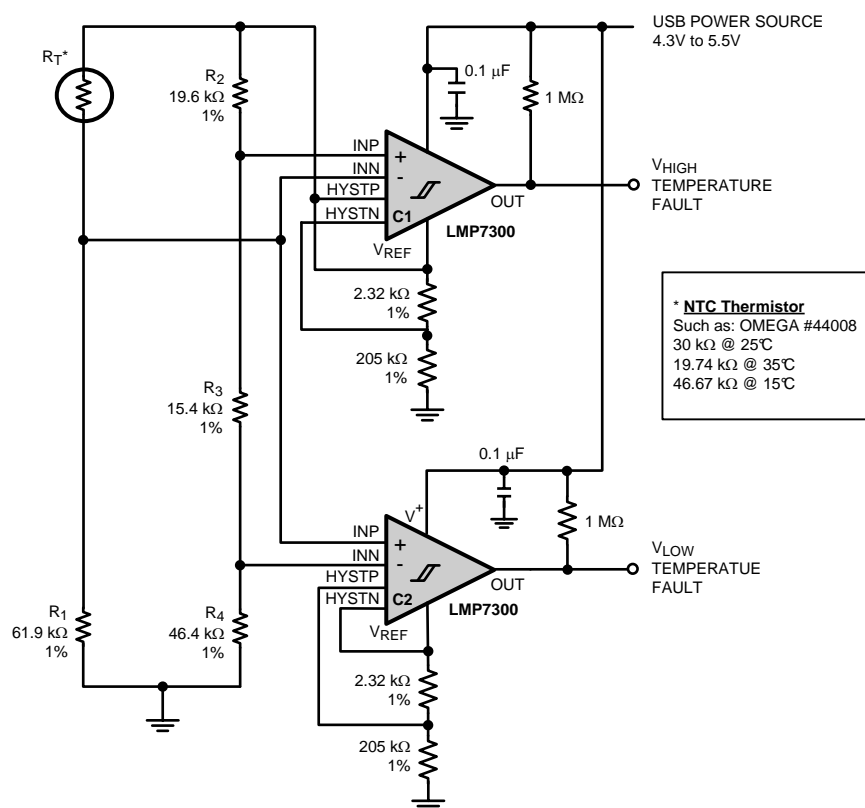 USB POWER SOURCE
4.3V to 5.5V
RT*
R2
19.6 kΩ
1%
0.1 μF
1 MΩ
INP
INN
HYSTP
HYSTN
+
-
C1
VREF
LMP7300
OUT
VHIGH
TEMPERATURE
FAULT
2.32 kΩ
1%
205 kΩ
1%
* NTC Thermistor
Such as: OMEGA #44008
30 kΩ @ 25℃
19.74 kΩ @ 35℃
46.67 kΩ @ 15℃
R3
15.4 kΩ
1%
0.1 μF
V+
1 MΩ
INP
INN
HYSTP
HYSTN
+
-
C2
VREF
LMP7300
OUT
VLOW
TEMPERATUE
FAULT
R1
61.9 kΩ
1%
R4
46.4 kΩ
1%
2.32 kΩ
1%
205 kΩ
1%